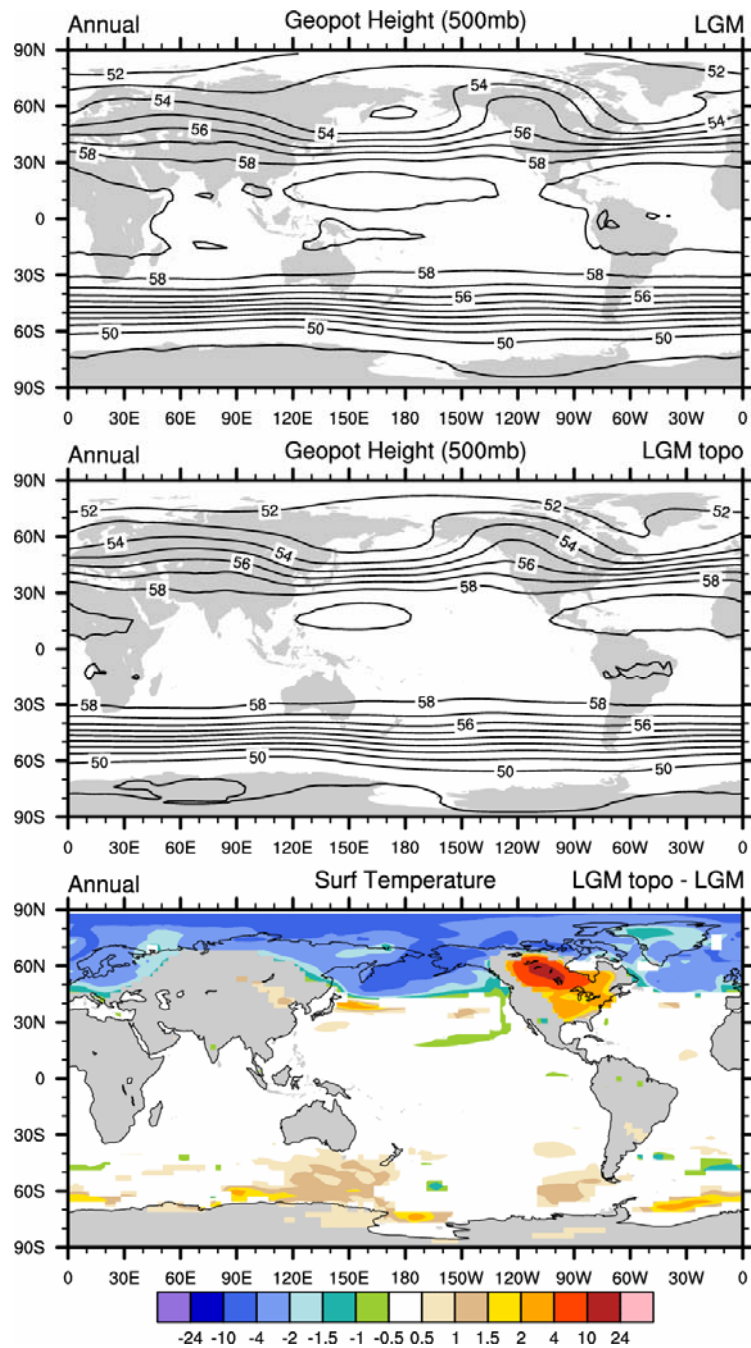 Annual Geopot Height (500mb) LGM
90N
52 52
60N 54 54 54
56 56
30N 58 58
0
30S 58 58
56 56
60S 50 50
90S
0 30E 60E 90E 120E 150E 180 150W 120W 90W 60W 30W 0
Annual Geopot Height (500mb) LGM topo
90N
52 52 52
60N 54 54 54
56 56
30N 58 58
0
30S 58 58 58
56 56
60S 50 50
90S
0 30E 60E 90E 120E 150E 180 150W 120W 90W 60W 30W 0
Annual Surf Temperature LGM topo - LGM
90N
60N
30N
0
30S
60S
90S
0 30E 60E 90E 120E 150E 180 150W 120W 90W 60W 30W 0
-24 -10 -4 -2 -1.5 -1 -0.5 0.5 1 1.5 2 4 10 24